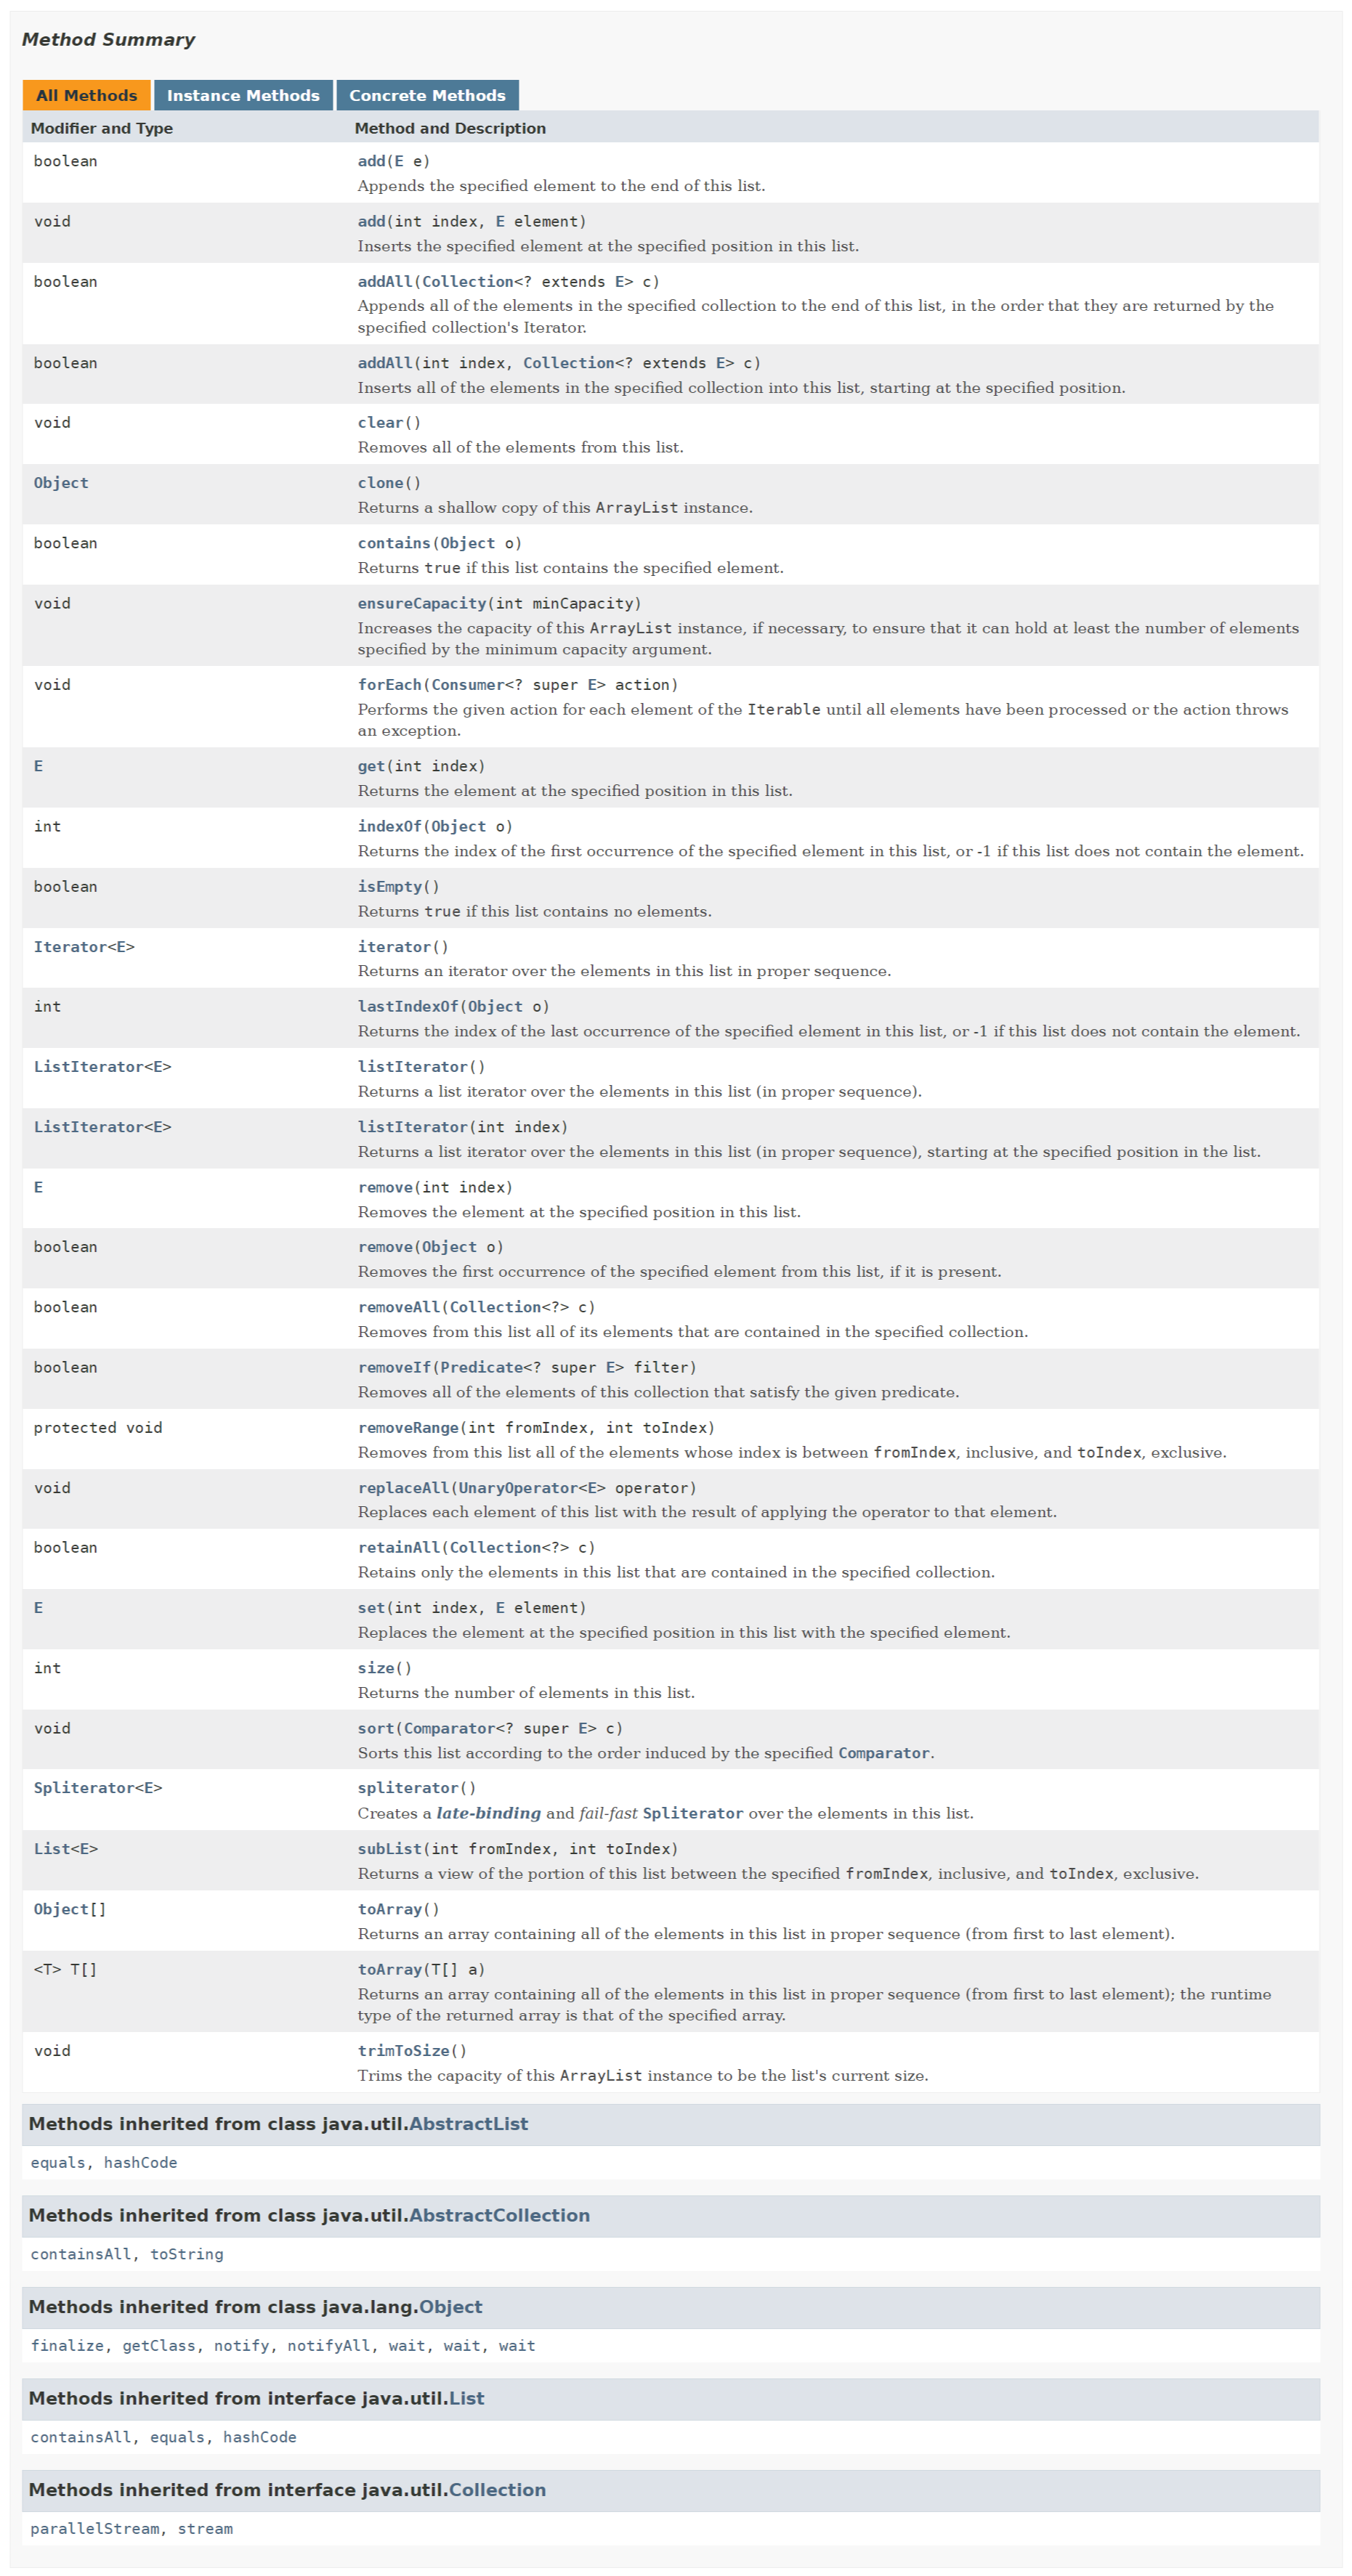 Method Summary
All Methods Instance Methods Concrete Methods
Modifier and Type Method and Description
boolean add(E e)
Appends the specified element to the end of this list.
void add(int index, E element)
Inserts the specified element at the specified position in this list.
boolean addAll(Collection<? extends E> c)
Appends all of the elements in the specified collection to the end of this list, in the order that they are returned by the
specified collection's Iterator.
boolean addAll(int index, Collection<? extends E> c)
Inserts all of the elements in the specified collection into this list, starting at the specified position.
void clear()
Removes all of the elements from this list.
Object clone()
Returns a shallow copy of this ArrayList instance.
boolean contains(Object o)
Returns true if this list contains the specified element.
void ensureCapacity(int minCapacity)
Increases the capacity of this ArrayList instance, if necessary, to ensure that it can hold at least the number of elements
specified by the minimum capacity argument.
void forEach(Consumer<? super E> action)
Performs the given action for each element of the Iterable until all elements have been processed or the action throws
an exception.
E get(int index)
Returns the element at the specified position in this list.
int indexOf(Object o)
Returns the index of the first occurrence of the specified element in this list, or -1 if this list does not contain the element.
boolean isEmpty()
Returns true if this list contains no elements.
Iterator<E> iterator()
Returns an iterator over the elements in this list in proper sequence.
int lastIndexOf(Object o)
Returns the index of the last occurrence of the specified element in this list, or -1 if this list does not contain the element.
ListIterator<E> listIterator()
Returns a list iterator over the elements in this list (in proper sequence).
ListIterator<E> listIterator(int index)
Returns a list iterator over the elements in this list (in proper sequence), starting at the specified position in the list.
E remove(int index)
Removes the element at the specified position in this list.
boolean remove(Object o)
Removes the first occurrence of the specified element from this list, if it is present.
boolean removeAll(Collection<?> c)
Removes from this list all of its elements that are contained in the specified collection.
boolean removeIf(Predicate<? super E> filter)
Removes all of the elements of this collection that satisfy the given predicate.
protected void removeRange(int fromIndex, int toIndex)
Removes from this list all of the elements whose index is between fromIndex, inclusive, and toIndex, exclusive.
void replaceAll(UnaryOperator<E> operator)
Replaces each element of this list with the result of applying the operator to that element.
boolean retainAll(Collection<?> c)
Retains only the elements in this list that are contained in the specified collection.
E set(int index, E element)
Replaces the element at the specified position in this list with the specified element.
int size()
Returns the number of elements in this list.
void sort(Comparator<? super E> c)
Sorts this list according to the order induced by the specified Comparator.
Spliterator<E> spliterator()
Creates a late-binding and fail-fast Spliterator over the elements in this list.
List<E> subList(int fromIndex, int toIndex)
Returns a view of the portion of this list between the specified fromIndex, inclusive, and toIndex, exclusive.
Object[] toArray()
Returns an array containing all of the elements in this list in proper sequence (from first to last element).
<T> T[] toArray(T[] a)
Returns an array containing all of the elements in this list in proper sequence (from first to last element); the runtime
type of the returned array is that of the specified array.
void trimToSize()
Trims the capacity of this ArrayList instance to be the list's current size.
Methods inherited from class java.util.AbstractList
equals, hashCode
Methods inherited from class java.util.AbstractCollection
containsAll, toString
Methods inherited from class java.lang.Object
finalize, getClass, notify, notifyAll, wait, wait, wait
Methods inherited from interface java.util.List
containsAll, equals, hashCode
Methods inherited from interface java.util.Collection
parallelStream, stream